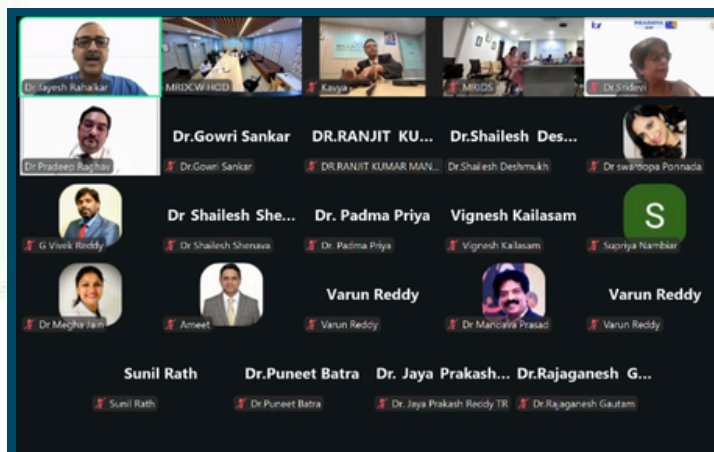 Dr.Jayesh Rahalkar
MRDCW HOD
Kavya
MRIDS
Dr.Sridevi
Dr Pradeep Raghav
Dr.Gowri Sankar
Dr.Gowri Sankar
DR.RANJIT KU...
DR.RANJIT KUMAR MAN...
Dr.Shailesh Des...
Dr.Shailesh Deshmukh
Dr swaroopa Ponnada
G Vivek Reddy
Dr Shailesh She...
Dr Shailesh Shenava
Dr. Padma Priya
Dr. Padma Priya
Vignesh Kailasam
Vignesh Kailasam
S
Supriya Nambiar
Dr Megha Jain
Ameet
Varun Reddy
Varun Reddy
Dr Mandava Prasad
Varun Reddy
Varun Reddy
Sunil Rath
Sunil Rath
Dr.Puneet Batra
Dr.Puneet Batra
Dr. Jaya Prakash...
Dr. Jaya Prakash Reddy TR
Dr.Rajaganesh G...
Dr.Rajaganesh Gautam